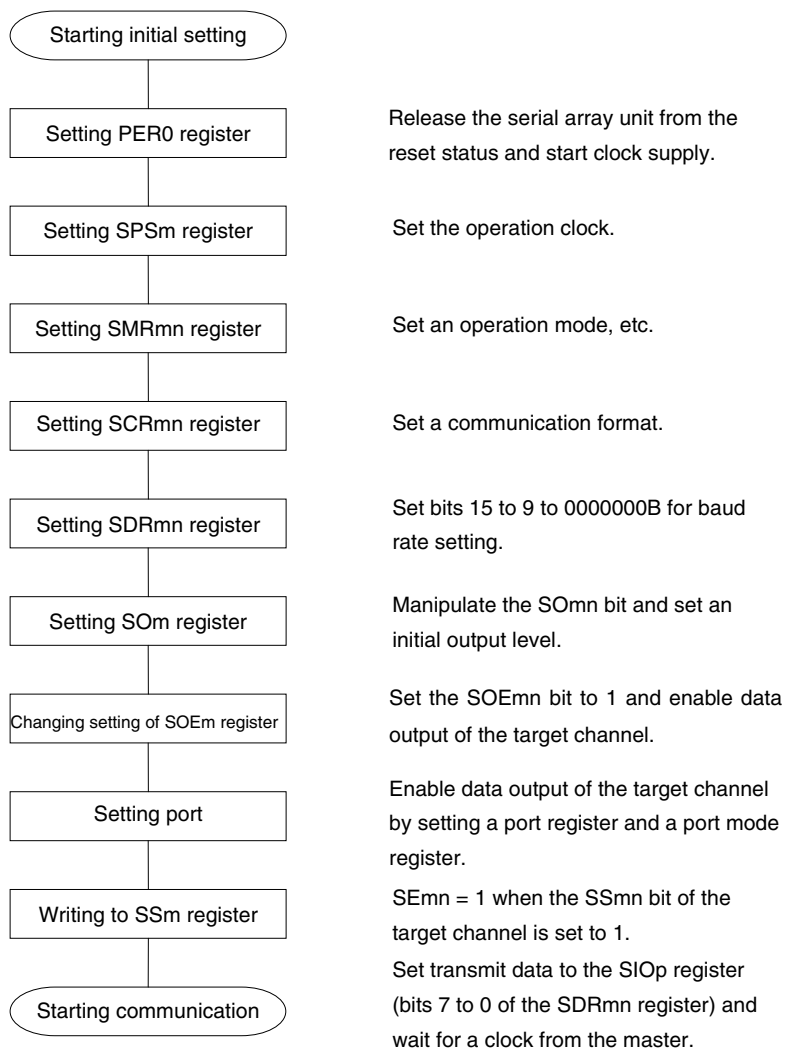 Starting initial setting
Setting PER0 register
Release the serial array unit from the
reset status and start clock supply.
Setting SPSm register
Set the operation clock.
Setting SMRmn register
Set an operation mode, etc.
Setting SCRmn register
Set a communication format.
Setting SDRmn register
Set bits 15 to 9 to 0000000B for baud
rate setting.
Setting SOm register
Manipulate the SOmn bit and set an
initial output level.
Changing setting of SOEm register
Set the SOEmn bit to 1 and enable data
output of the target channel.
Setting port
Enable data output of the target channel
by setting a port register and a port mode
register.
Writing to SSm register
SEmn = 1 when the SSmn bit of the
target channel is set to 1.
Starting communication
Set transmit data to the SIOp register
(bits 7 to 0 of the SDRmn register) and
wait for a clock from the master.